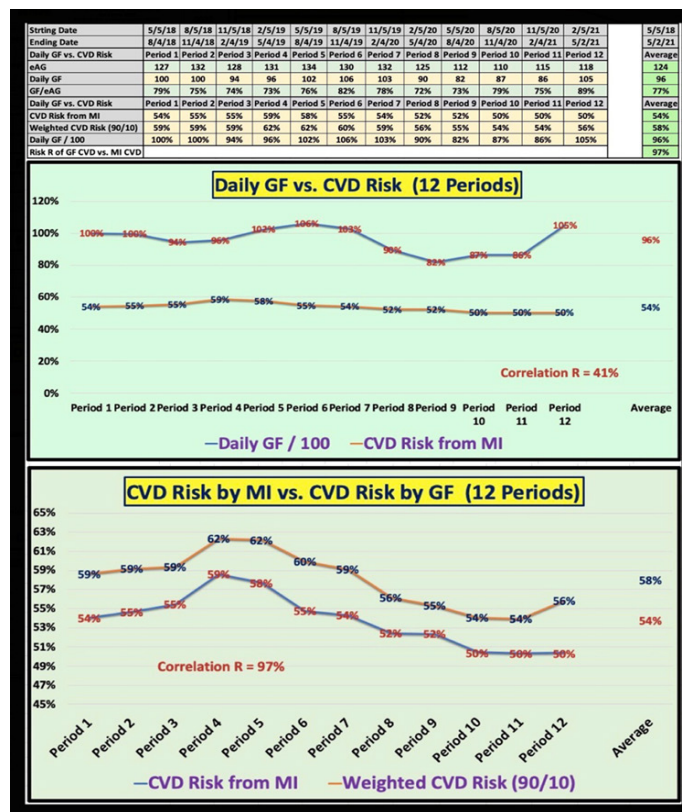 Strting Date 5/5/18 8/5/18 11/5/18 2/5/19 5/5/19 8/5/19 11/5/19 2/5/20 5/5/20 8/5/20 11/5/20 2/5/21 5/5/18
Ending Date 8/4/18 11/4/18 2/4/19 5/4/19 8/4/19 11/4/19 2/4/20 5/4/20 8/4/20 11/4/20 2/4/21 5/2/21 5/2/21
Daily GF vs. CVD Risk Period 1 Period 2 Period 3 Period 4 Period 5 Period 6 Period 7 Period 8 Period 9 Period 10 Period 11 Period 12 Average
eAG 127 132 128 131 134 130 132 125 112 110 115 118 124
Daily GF 100 100 94 96 102 106 103 90 82 87 86 105 96
GF/eAG 79% 75% 74% 73% 76% 82% 78% 72% 73% 79% 75% 89% 77%
Daily GF vs. CVD Risk Period 1 Period 2 Period 3 Period 4 Period 5 Period 6 Period 7 Period 8 Period 9 Period 10 Period 11 Period 12 Average
CVD Risk from MI 54% 55% 55% 59% 58% 55% 54% 52% 52% 50% 50% 50% 54%
Weighted CVD Risk (90/10) 59% 59% 59% 62% 62% 60% 59% 56% 55% 54% 54% 56% 58%
Daily GF / 100 100% 100% 94% 96% 102% 106% 103% 90% 82% 87% 86% 105% 96%
Risk R of GF CVD vs. MI CVD 97%
Daily GF vs. CVD Risk (12 Periods)
120%
100%
80%
60%
40%
20%
0%
100% 100% 94% 96% 102% 106% 103% 90% 82% 87% 86% 105% 96%
54% 55% 55% 59% 58% 55% 54% 52% 52% 50% 50% 50% 54%
Correlation R = 41%
Period 1 Period 2 Period 3 Period 4 Period 5 Period 6 Period 7 Period 8 Period 9 Period 10 Period 11 Period 12 Average
Daily GF / 100 CVD Risk from MI
CVD Risk by MI vs. CVD Risk by GF (12 Periods)
65%
63%
61%
59%
57%
55%
53%
51%
49%
47%
45%
59% 59% 59% 62% 62% 60% 59% 56% 55% 54% 54% 56% 58%
54% 55% 55% 59% 58% 55% 54% 52% 52% 50% 50% 50% 54%
Correlation R = 97%
Period 1 Period 2 Period 3 Period 4 Period 5 Period 6 Period 7 Period 8 Period 9 Period 10 Period 11 Period 12 Average
CVD Risk from MI Weighted CVD Risk (90/10)